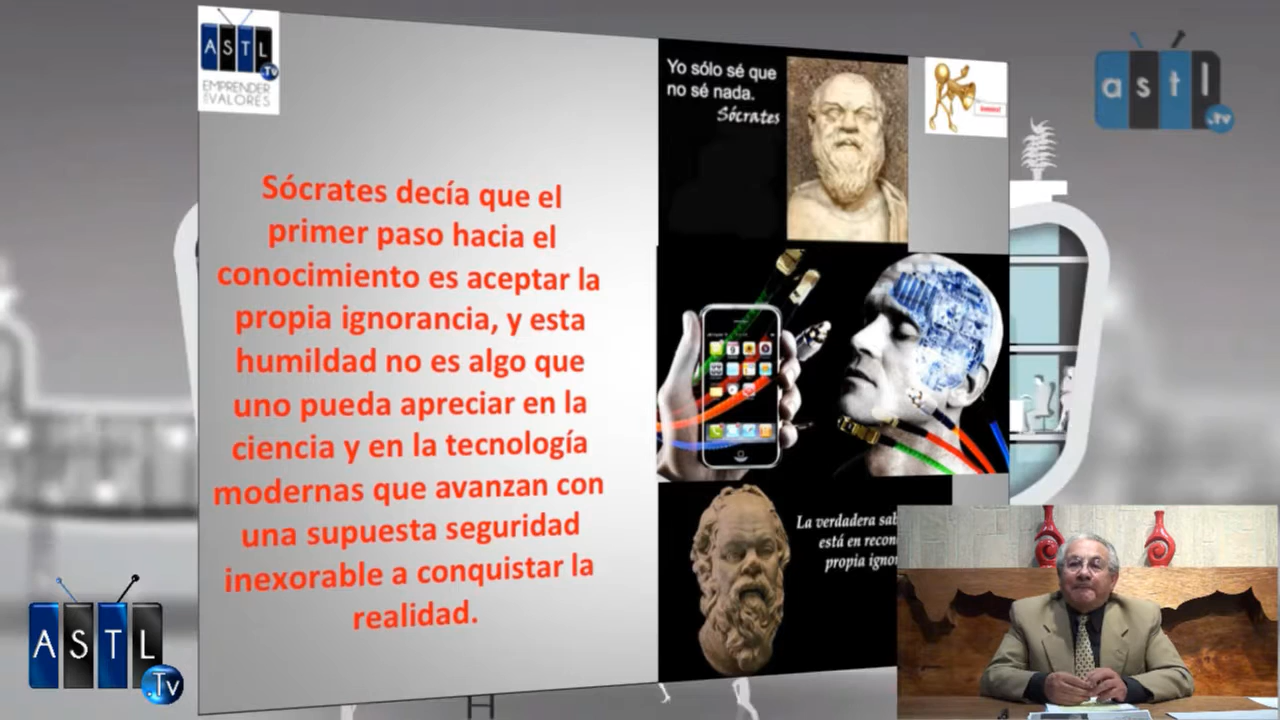 ASTL
.Tv
EMPRENDER
VALORES
Sócrates decía que el
primer paso hacia el
conocimiento es aceptar la
propia ignorancia, y esta
humildad no es algo que
uno pueda apreciar en la
ciencia y en la tecnología
modernas que avanzan con
una supuesta seguridad
inexorable a conquistar la
realidad.
Yo sólo sé que
no sé nada.
Sócrates
La verdadera sab
está en recon
propia igno
astl
.tv
ASTL
.Tv